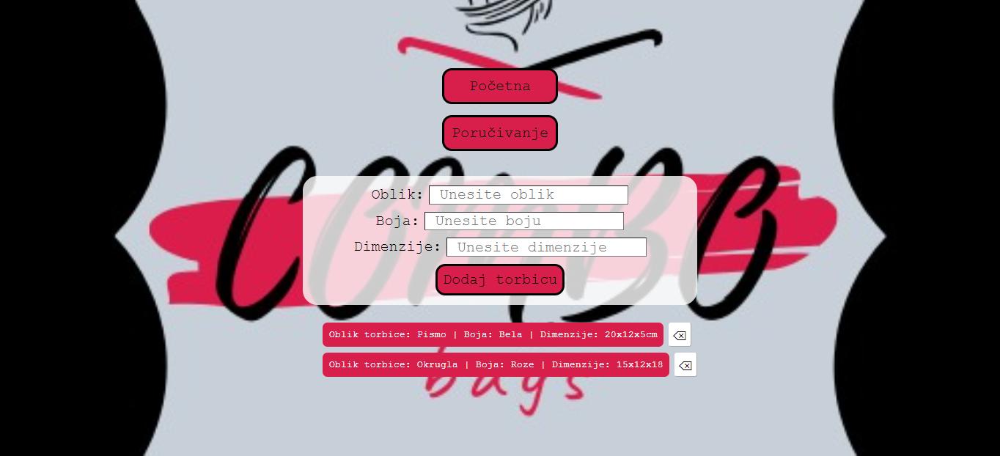 Početna
Poručivanje
COMBO
Oblik: Unesite oblik
Boja: Unesite boju
Dimenzije: Unesite dimenzije
Dodaj torbicu
Oblik torbice: Pismo | Boja: Bela | Dimenzije: 20x12x5cm
Oblik torbice: Okrugla | Boja: Roze | Dimenzije: 15x12x18
bags